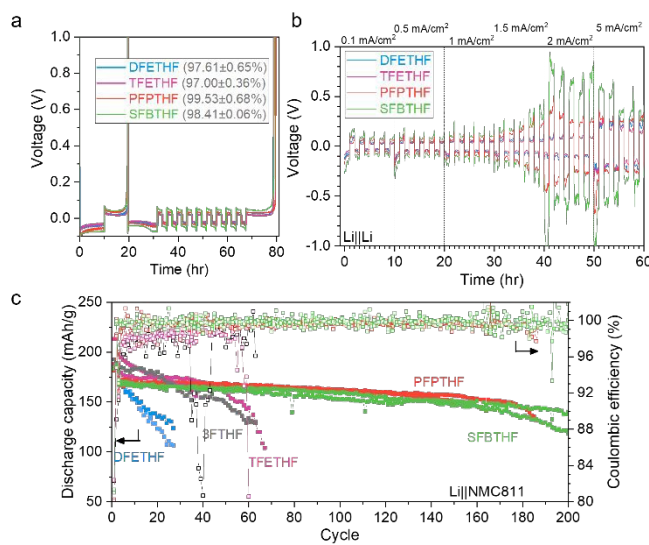 a
1.0
0.8
0.6
0.4
0.2
0.0
Voltage (V)
DFETHF (97.61±0.65%)
TFETHF (97.00±0.36%)
PFPTHF (99.53±0.68%)
SFBTHF (98.41±0.06%)
0 20 40 60 80
Time (hr)
b
0.1 mA/cm² 0.5 mA/cm² 1 mA/cm² 1.5 mA/cm² 2 mA/cm² 5 mA/cm²
1.0
0.5
0.0
-0.5
-1.0
Voltage (V)
DFETHF
TFETHF
PFPTHF
SFBTHF
Li||Li
0 10 20 30 40 50 60
Time (hr)
c
250
225
200
175
150
125
100
75
50
Discharge capacity (mAh/g)
DFETHF
3FTHF
TFETHF
PFPTHF
SFBTHF
Li||NMC811
100
96
92
88
84
80
Coulombic efficiency (%)
0 20 40 60 80 100 120 140 160 180 200
Cycle